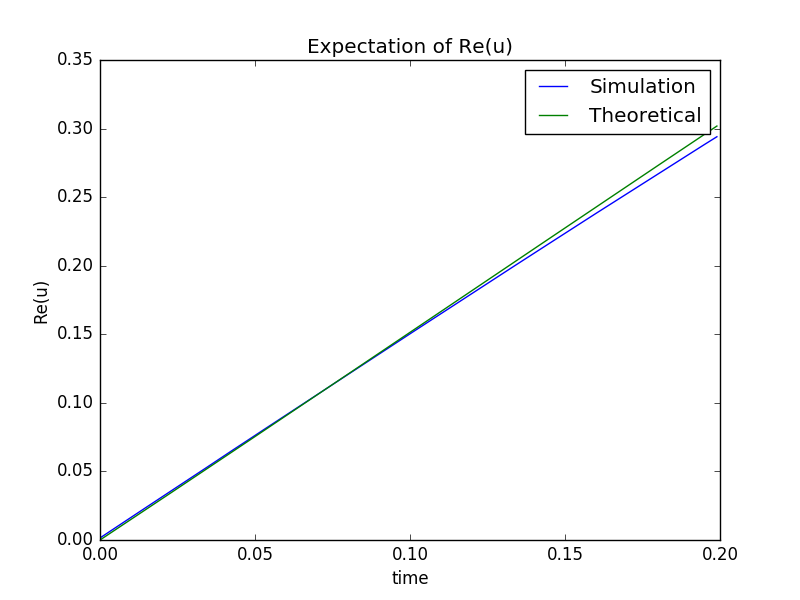 Expectation of Re(u)
0.35
0.30
0.25
0.20
0.15
0.10
0.05
0.00
Re(u)
Simulation
Theoretical
0.00 0.05 0.10 0.15 0.20
time